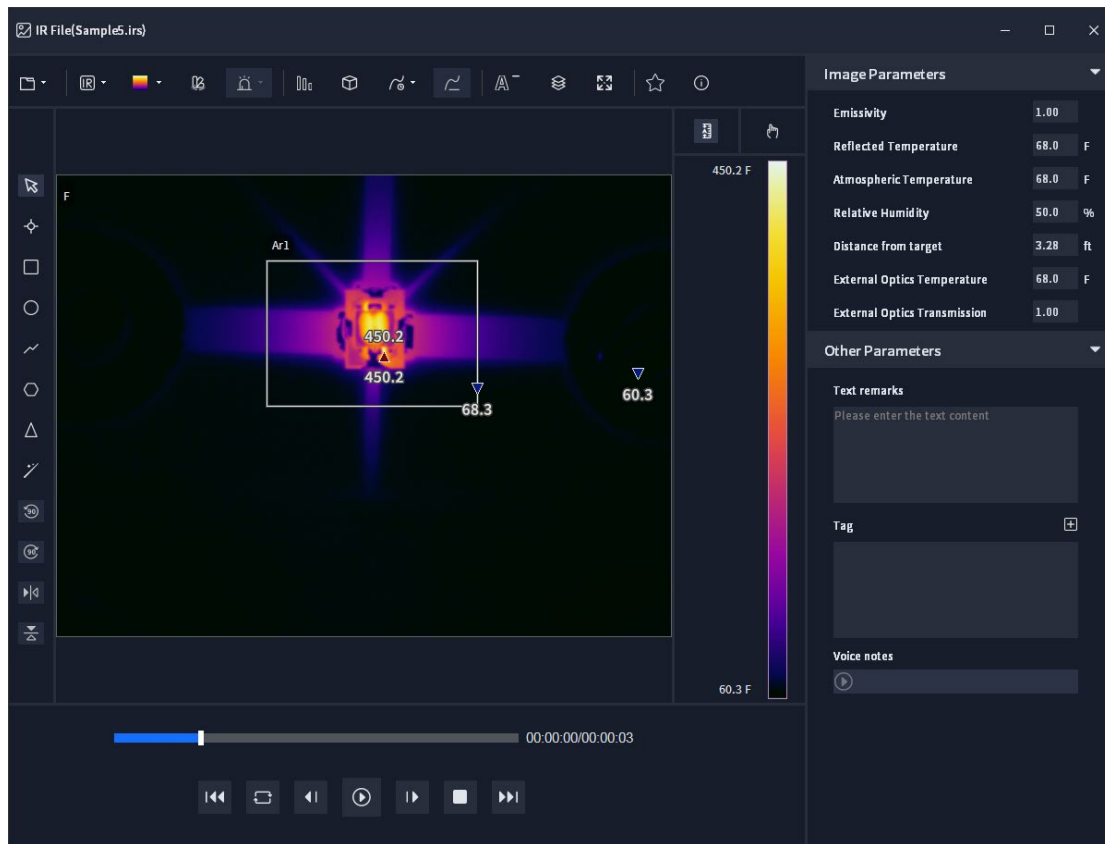 IR File(Sample5.irs)
IR
A
Image Parameters
Emissivity 1.00
Reflected Temperature 68.0 F
Atmospheric Temperature 68.0 F
Relative Humidity 50.0 %
Distance from target 3.28 ft
External Optics Temperature 68.0 F
External Optics Transmission 1.00
Other Parameters
Text remarks
Please enter the text content
Tag
Voice notes
F
Ar1
450.2
450.2
68.3
60.3
450.2 F
60.3 F
90
90
00:00:00/00:00:03